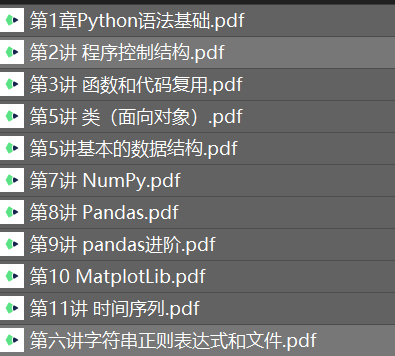 第1章Python语法基础.pdf
第2讲 程序控制结构.pdf
第3讲 函数和代码复用.pdf
第5讲 类（面向对象）.pdf
第5讲基本的数据结构.pdf
第7讲 NumPy.pdf
第8讲 Pandas.pdf
第9讲 pandas进阶.pdf
第10 MatplotLib.pdf
第11讲 时间序列.pdf
第六讲字符串正则表达式和文件.pdf